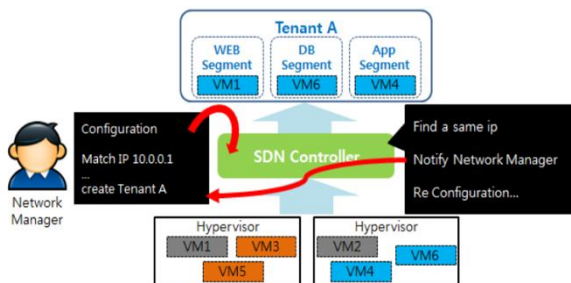 Tenant A
WEB
Segment
VM1
DB
Segment
VM6
App
Segment
VM4
Configuration
Match IP 10.0.0.1
...
create Tenant A
Network
Manager
SDN Controller
Find a same ip
Notify Network Manager
Re Configuration...
Hypervisor
VM1
VM3
VM5
Hypervisor
VM2
VM6
VM4